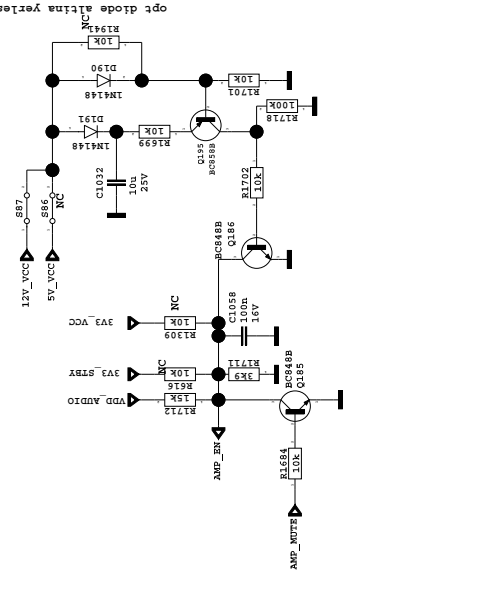 opt diode altina yerles
NC
R1941
10k
D190
1N4148
10k
R1701
100k
R1718
D191
1N4148
10k
R1699
Q195
BC858B
C1032
10u
25V
R1702
10k
S87
S86
NC
12V_VCC
5V_VCC
BC848B
Q186
C1058
100n
16V
3V3_VCC
NC
10k
R1309
3V3_STBY
NC
10k
R616
R1711
3k9
VDD_AUDIO
15k
R1712
BC848B
Q185
AMP_EN
R1684
10k
AMP_MUTE